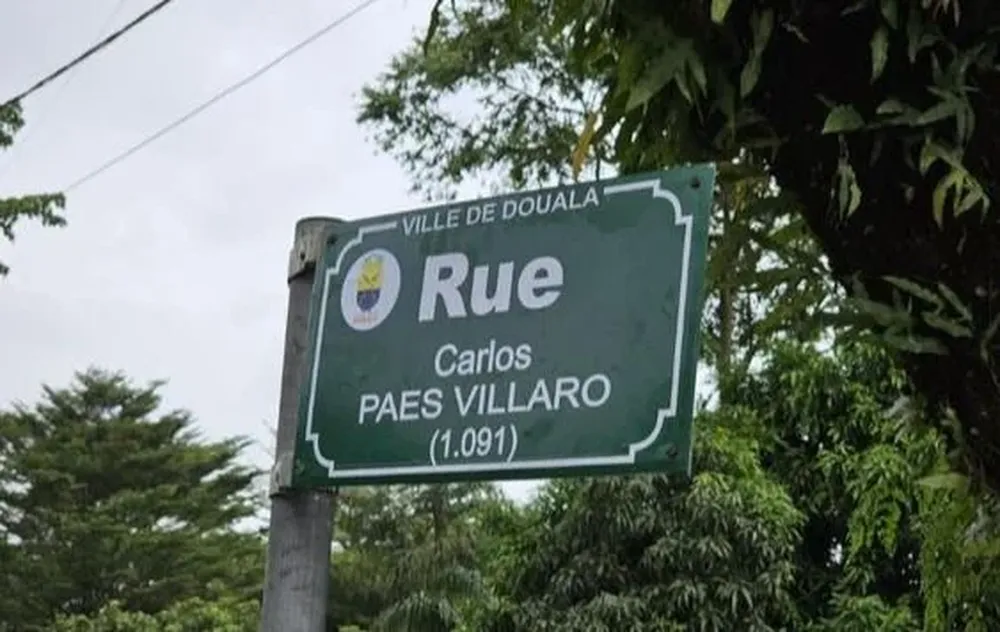 VILLE DE DOUALA
Rue
Carlos
PAES VILLARO
(1.091)